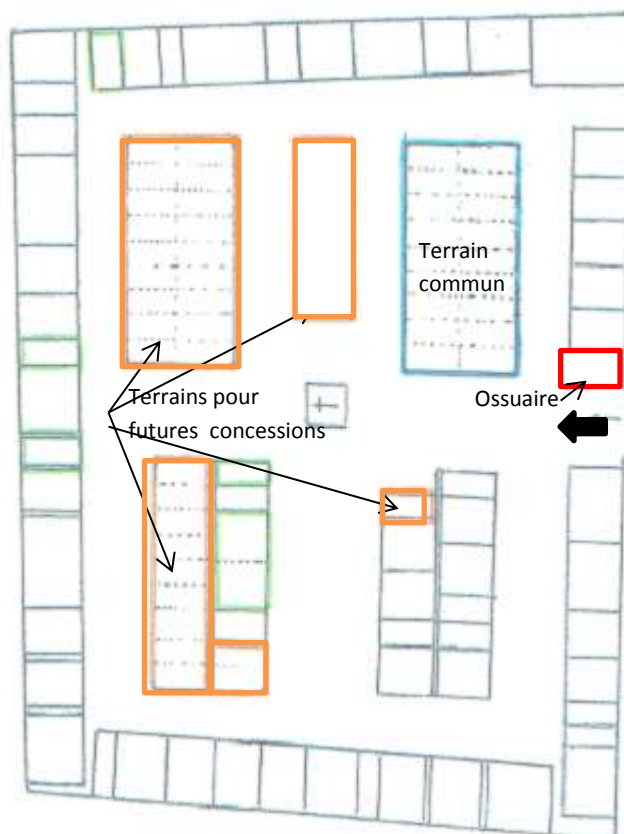 Terrain
commun
Ossuaire
Terrains pour
futures concessions